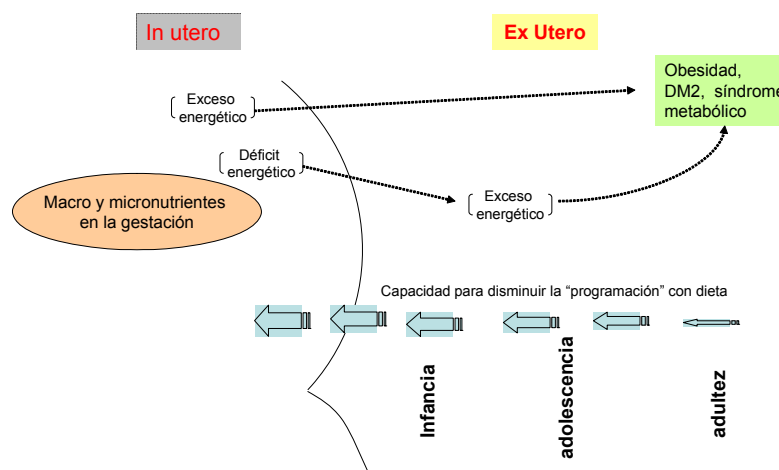 In utero
Ex Utero
Obesidad,
DM2, síndrome
metabólico
Exceso
energético
Déficit
energético
Exceso
energético
Macro y micronutrientes
en la gestación
Capacidad para disminuir la “programación” con dieta
Infancia
adolescencia
adultez